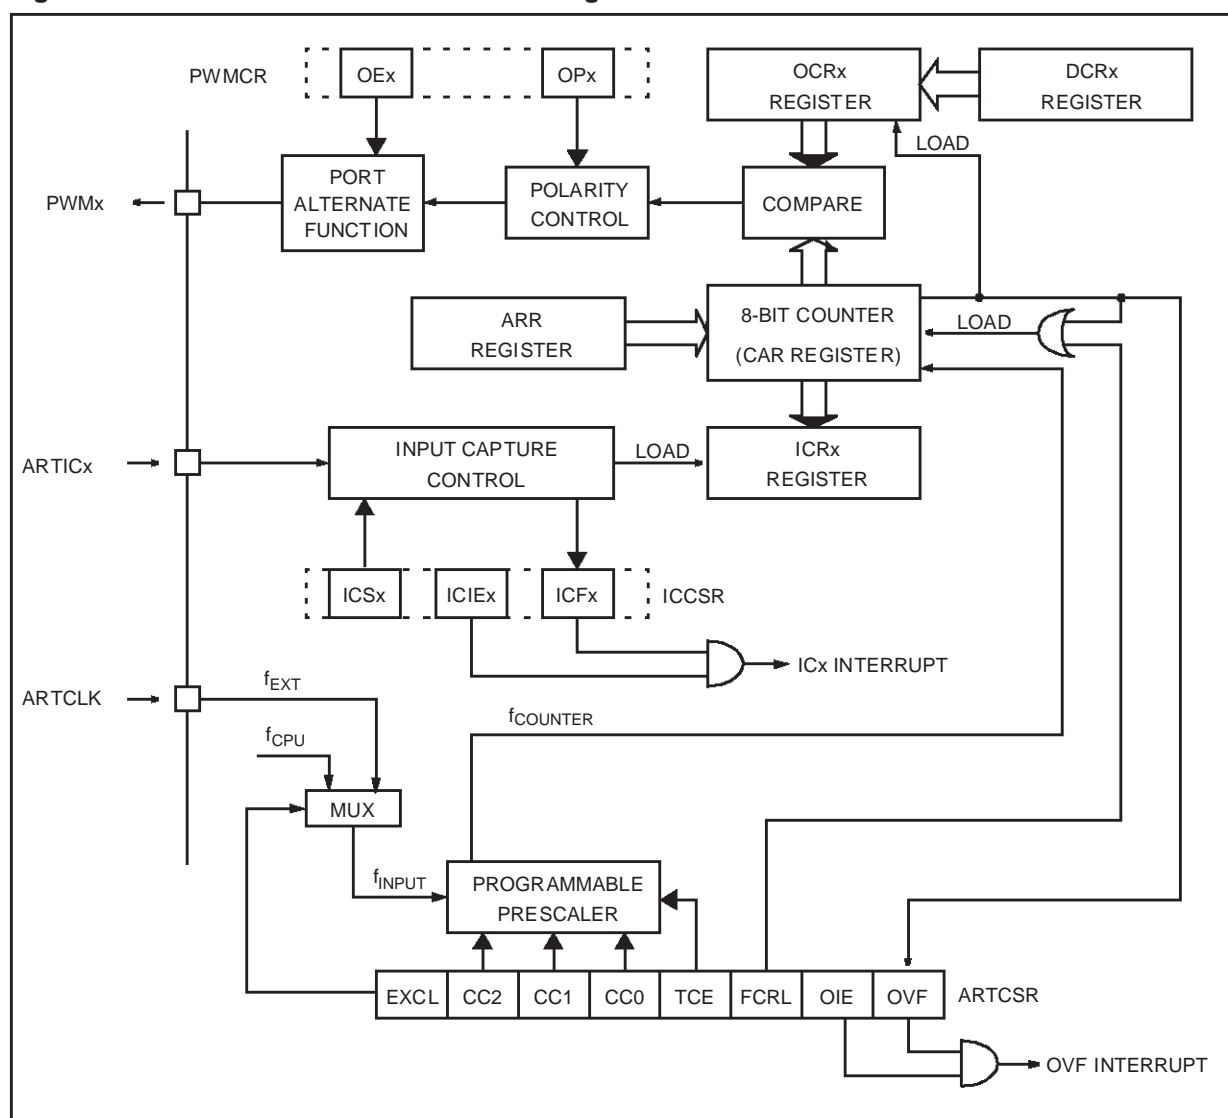 PWMCR
OEx
OPx
OCRx
REGISTER
DCRx
REGISTER
LOAD
PWMx
PORT
ALTERNATE
FUNCTION
POLARITY
CONTROL
COMPARE
ARR
REGISTER
8-BIT COUNTER
(CAR REGISTER)
LOAD
ARTICx
INPUT CAPTURE
CONTROL
LOAD
ICRx
REGISTER
ICSx
ICIEx
ICFx
ICCSR
ICx INTERRUPT
ARTCLK
fEXT
fCPU
fCOUNTER
MUX
fINPUT
PROGRAMMABLE
PRESCALER
EXCL
CC2
CC1
CC0
TCE
FCRL
OIE
OVF
ARTCSR
OVF INTERRUPT